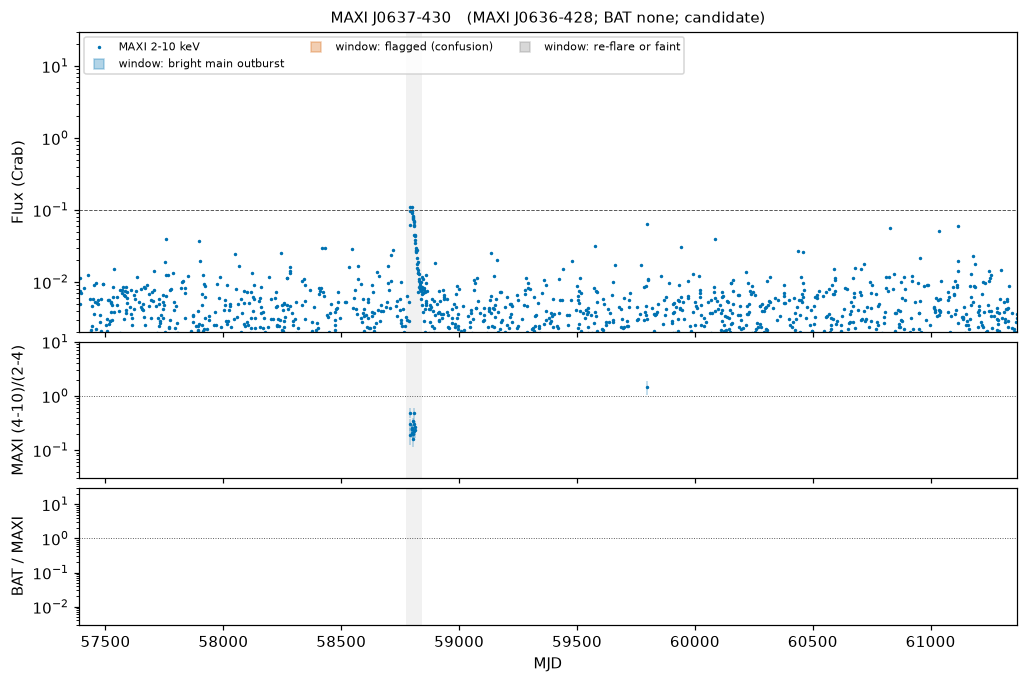 MAXI J0637-430 (MAXI J0636-428; BAT none; candidate)
MAXI 2-10 keV
window: bright main outburst
window: flagged (confusion)
window: re-flare or faint
Flux (Crab)
10¹
10⁰
10⁻¹
10⁻²
MAXI (4-10)/(2-4)
10¹
10⁰
10⁻¹
BAT / MAXI
10¹
10⁰
10⁻¹
10⁻²
57500 58000 58500 59000 59500 60000 60500 61000
MJD